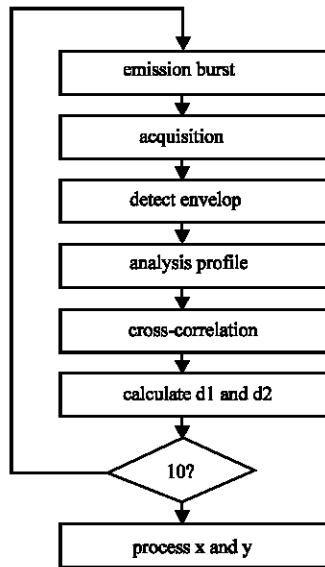 emission burst
acquisition
detect envelop
analysis profile
cross-correlation
calculate d1 and d2
10?
process x and y